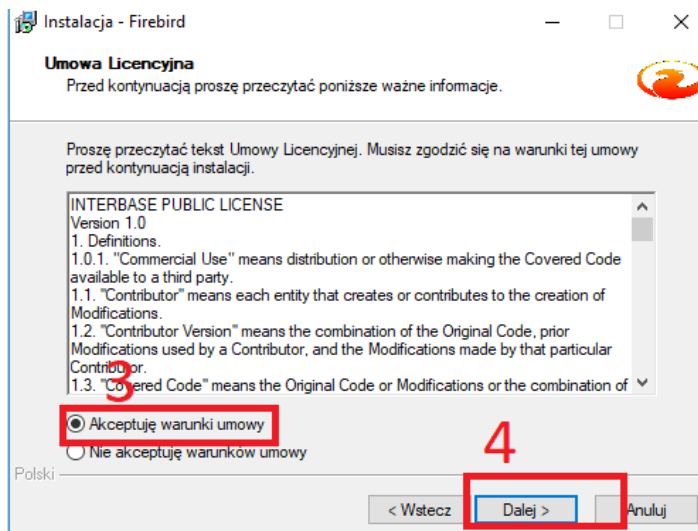 Instalacja - Firebird
Umowa Licencyjna
Przed kontynuacją proszę przeczytać poniższe ważne informacje.
Proszę przeczytać tekst Umowy Licencyjnej. Musisz zgodzić się na warunki tej umowy
przed kontynuacją instalacji.
INTERBASE PUBLIC LICENSE
Version 1.0
1. Definitions.
1.0.1. "Commercial Use" means distribution or otherwise making the Covered Code
available to a third party.
1.1. "Contributor" means each entity that creates or contributes to the creation of
Modifications.
1.2. "Contributor Version" means the combination of the Original Code, prior
Modifications used by a Contributor, and the Modifications made by that particular
Contributor.
1.3. "Covered Code" means the Original Code or Modifications or the combination of
3
Akceptuję warunki umowy
Nie akceptuję warunków umowy
4
Polski
< Wstecz Dalej > Anuluj